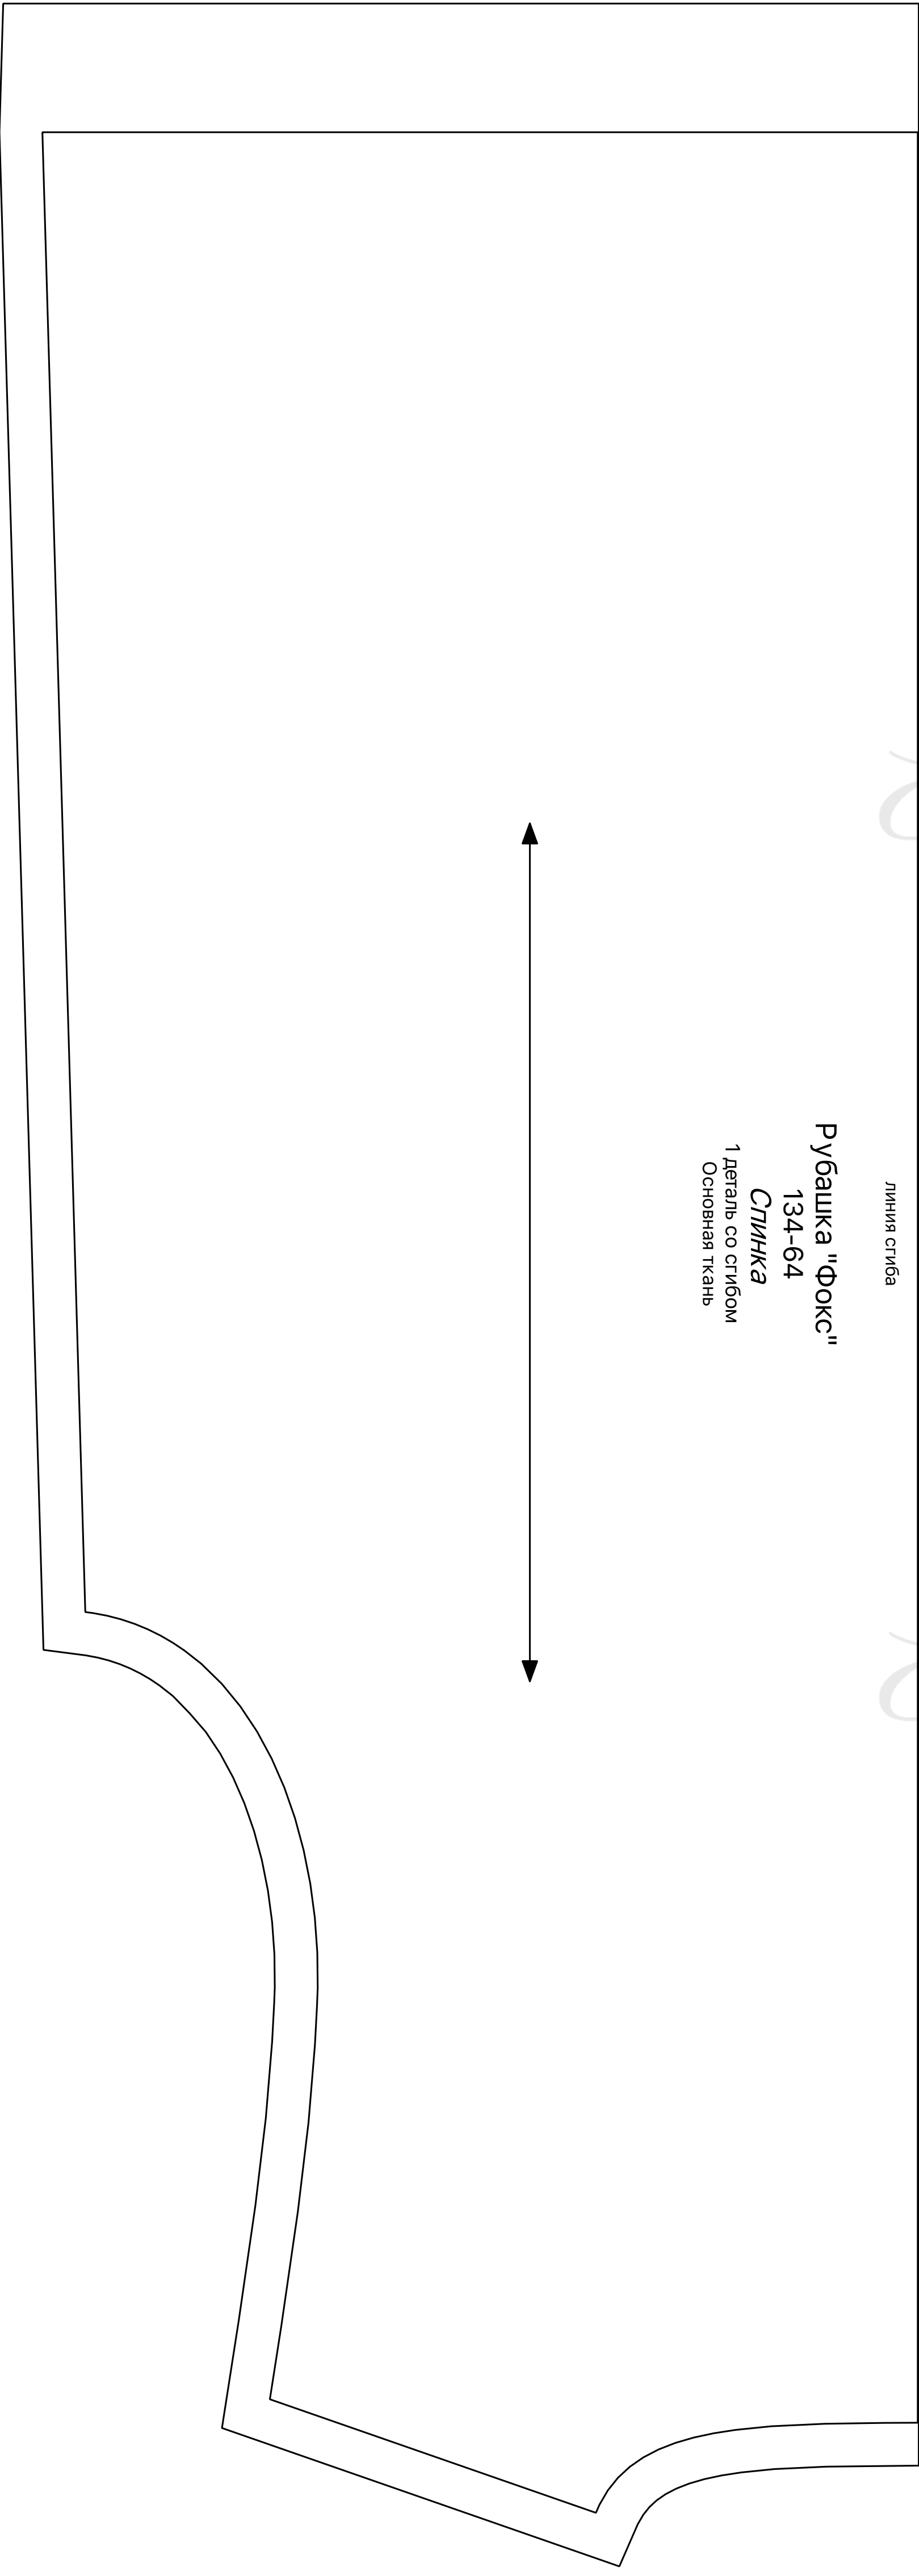 линия сгиба
Рубашка "Фокс"
134-64
Спинка
1 деталь со сгибом
Основная ткань